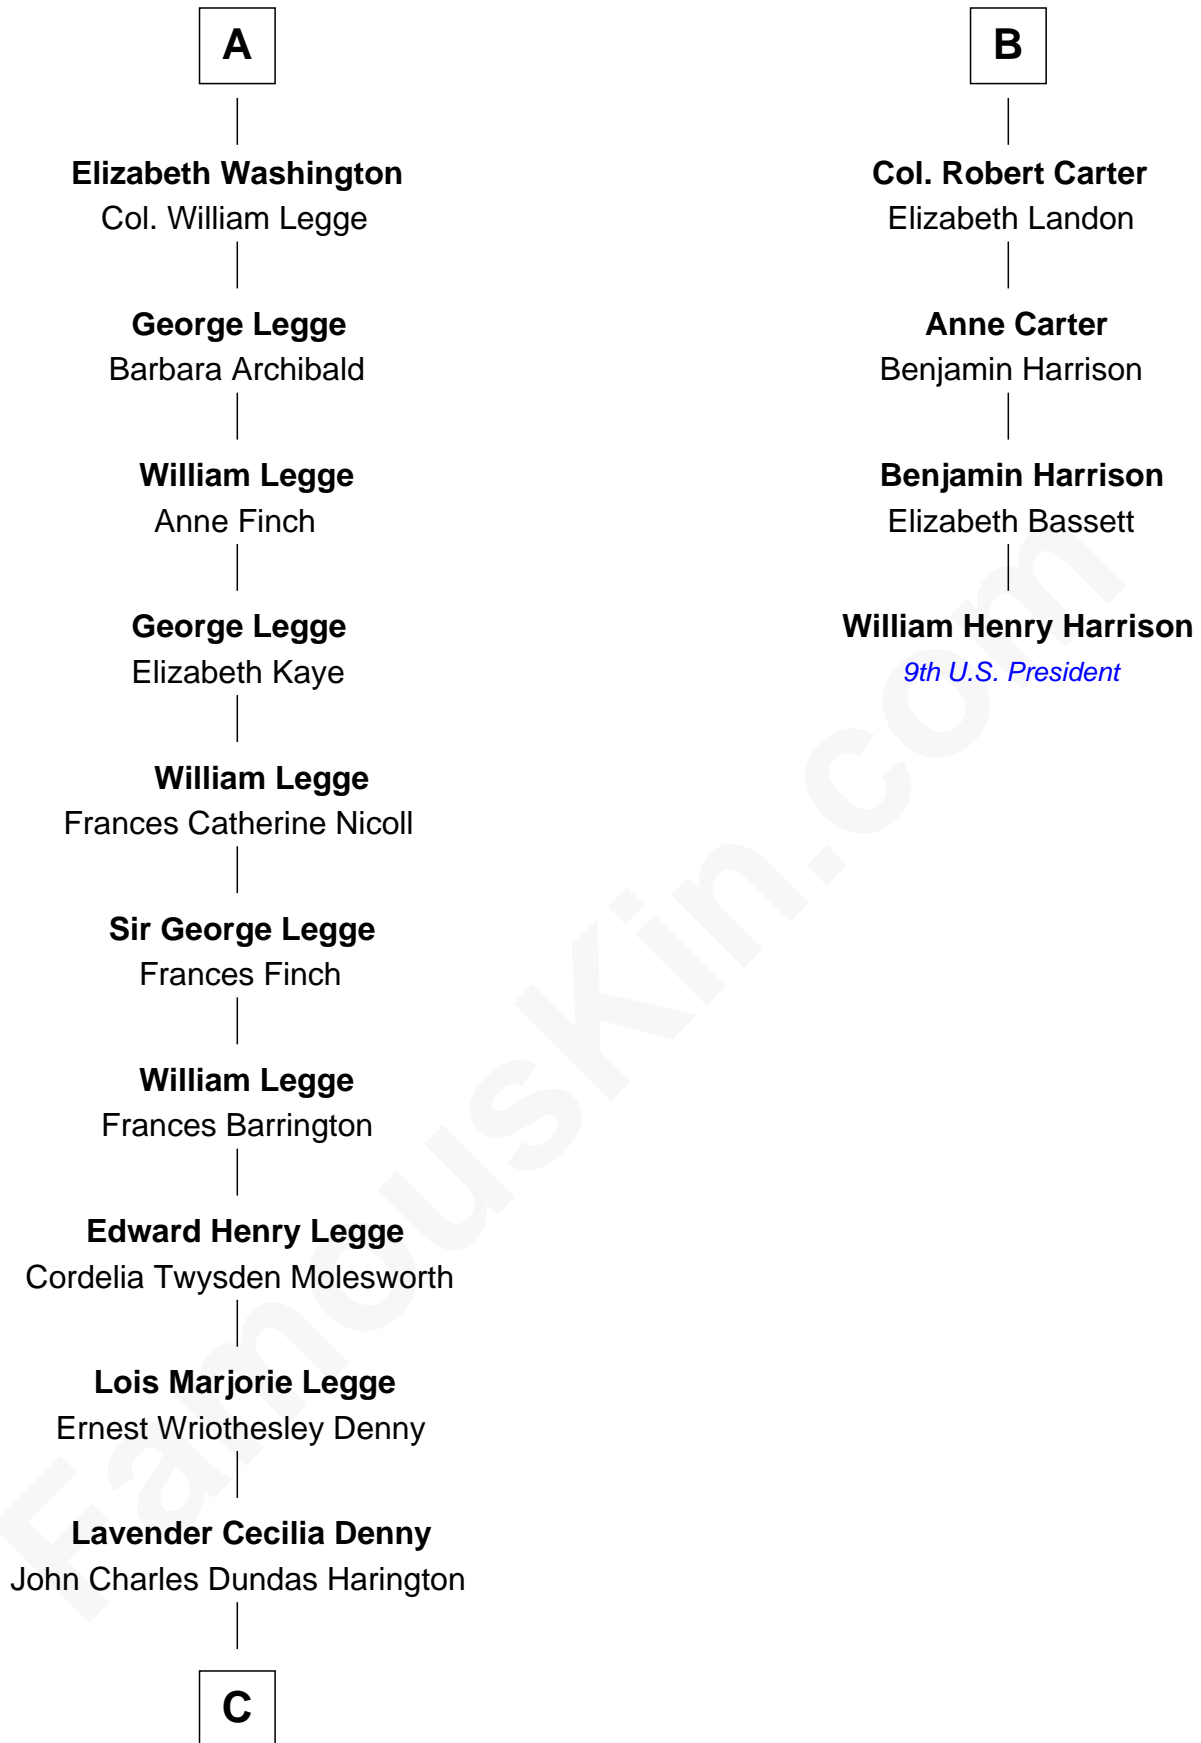 A
Elizabeth Washington
Col. William Legge
George Legge
Barbara Archibald
William Legge
Anne Finch
George Legge
Elizabeth Kaye
William Legge
Frances Catherine Nicoll
Sir George Legge
Frances Finch
William Legge
Frances Barrington
Edward Henry Legge
Cordelia Twysden Molesworth
Lois Marjorie Legge
Ernest Wriothesley Denny
Lavender Cecilia Denny
John Charles Dundas Harington
C
B
Col. Robert Carter
Elizabeth Landon
Anne Carter
Benjamin Harrison
Benjamin Harrison
Elizabeth Bassett
William Henry Harrison
9th U.S. President
FamousKin.com